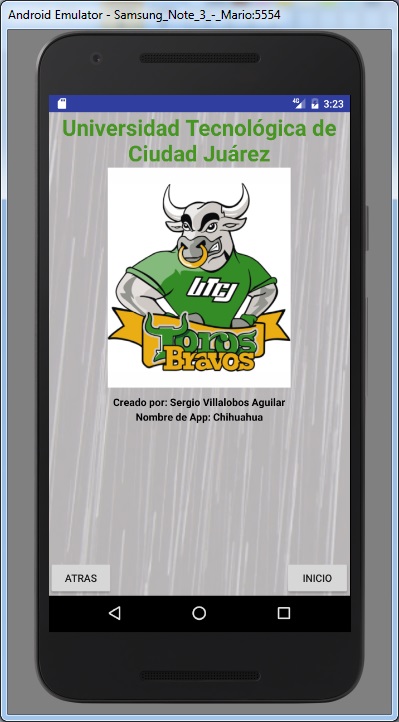 Android Emulator - Samsung_Note_3_-_Mario:5554
4G 3:23
Universidad Tecnológica de
Ciudad Juárez
utcj
Toros
Bravos
Creado por: Sergio Villalobos Aguilar
Nombre de App: Chihuahua
ATRAS INICIO